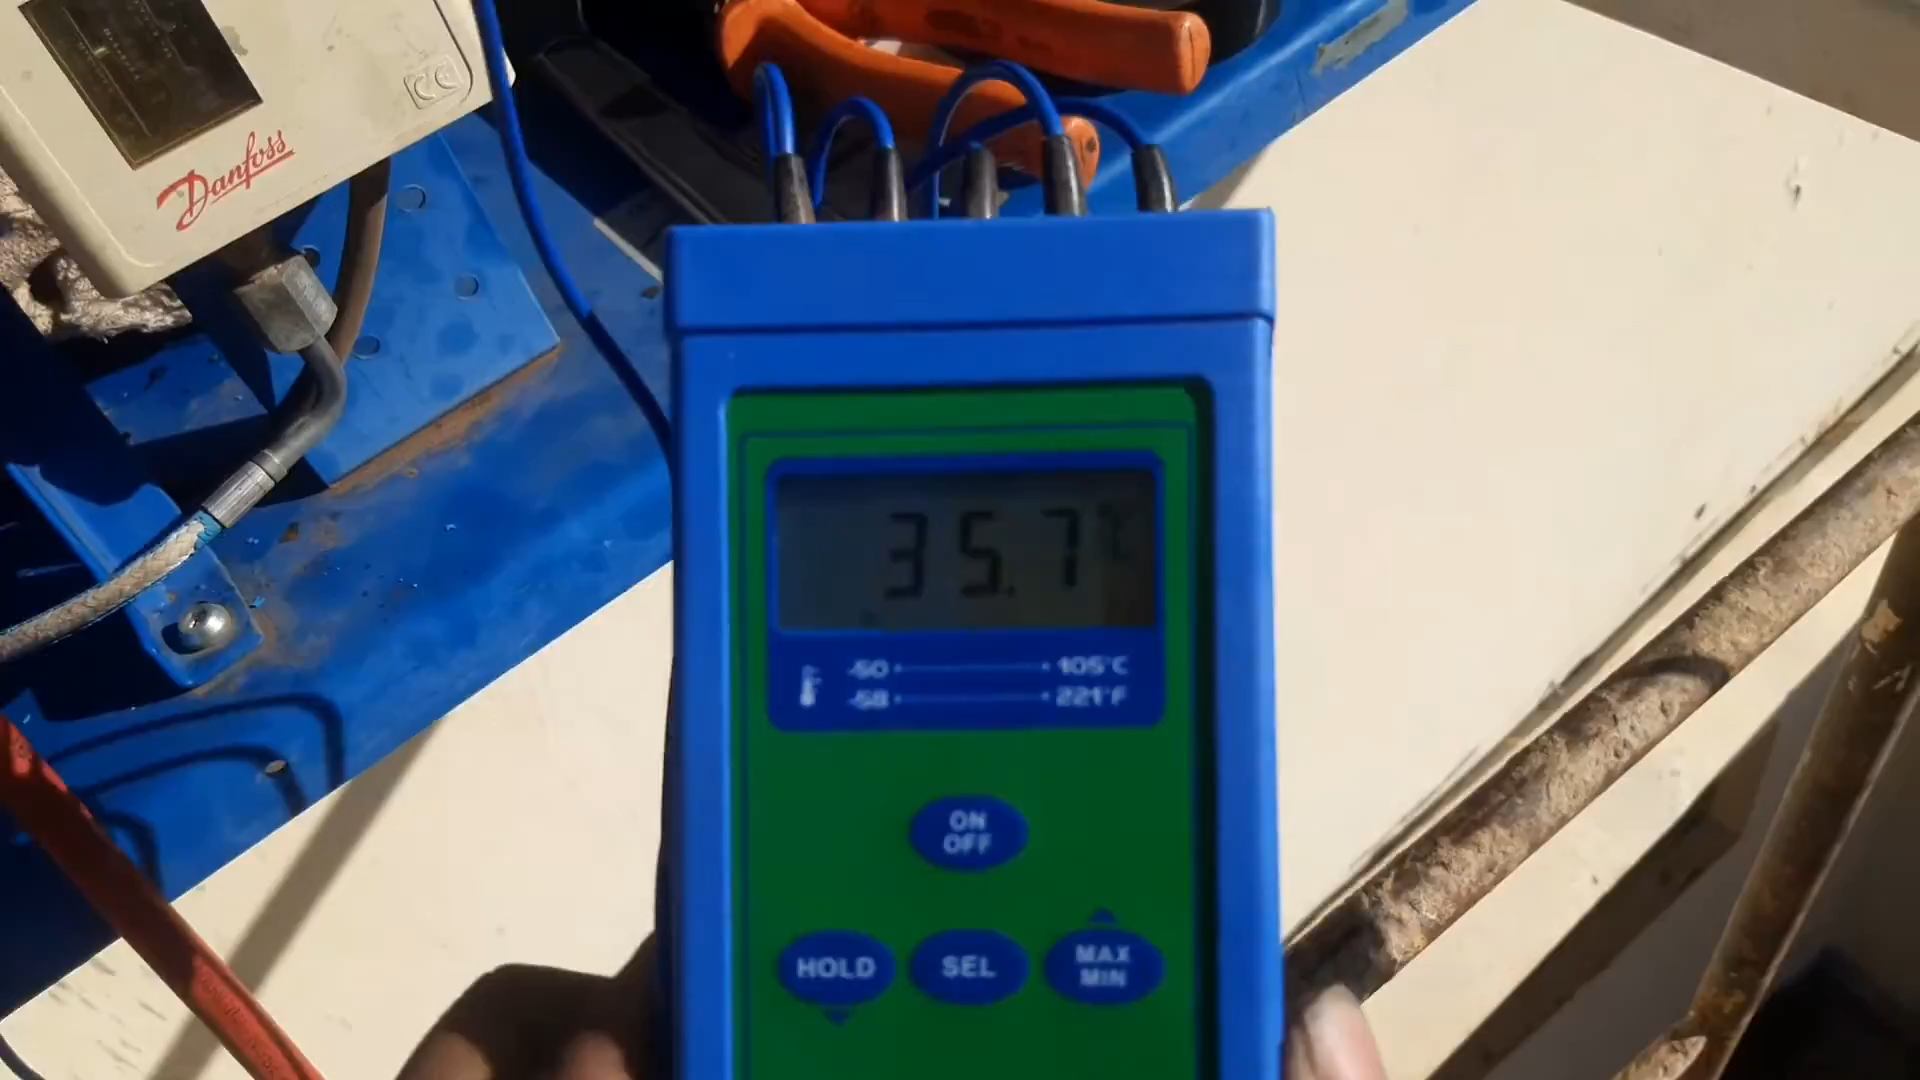 Danfoss
CE
35.7 °C
-50 105°C
-58 221°F
ON
OFF
HOLD
SEL
MAX
MIN